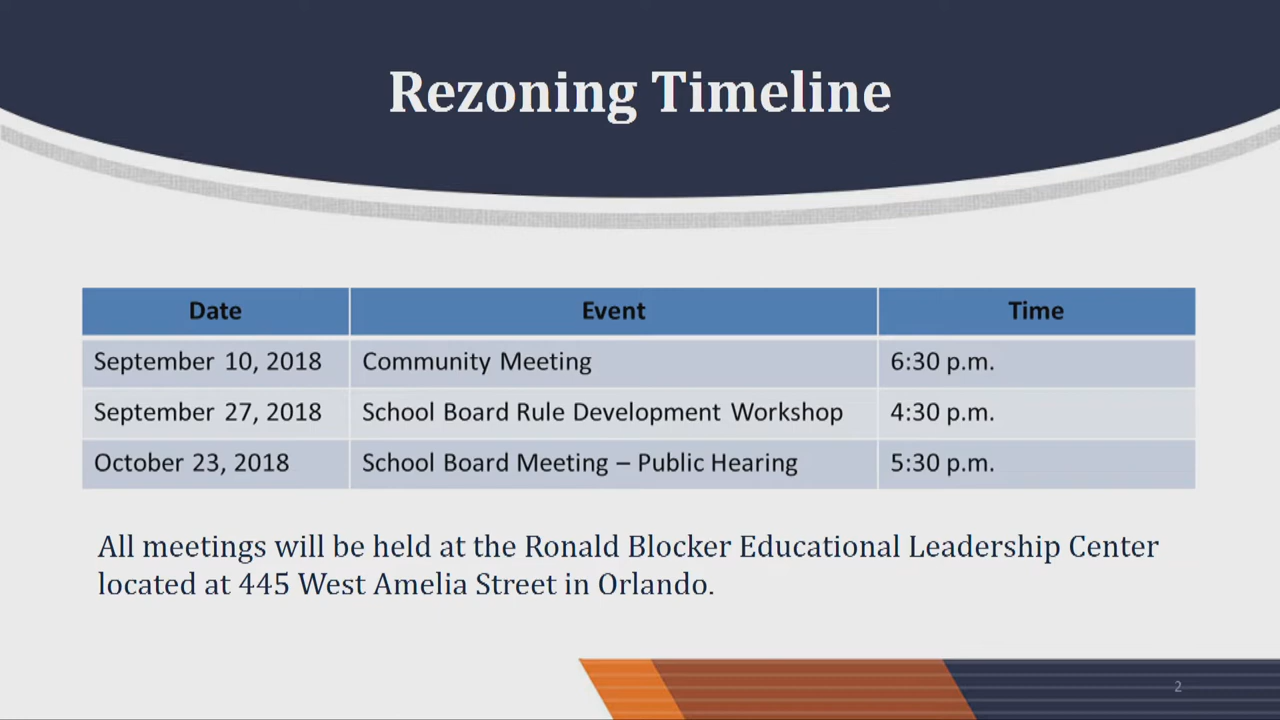 Rezoning Timeline
Date Event Time
September 10, 2018 Community Meeting 6:30 p.m.
September 27, 2018 School Board Rule Development Workshop 4:30 p.m.
October 23, 2018 School Board Meeting – Public Hearing 5:30 p.m.
All meetings will be held at the Ronald Blocker Educational Leadership Center
located at 445 West Amelia Street in Orlando.
2